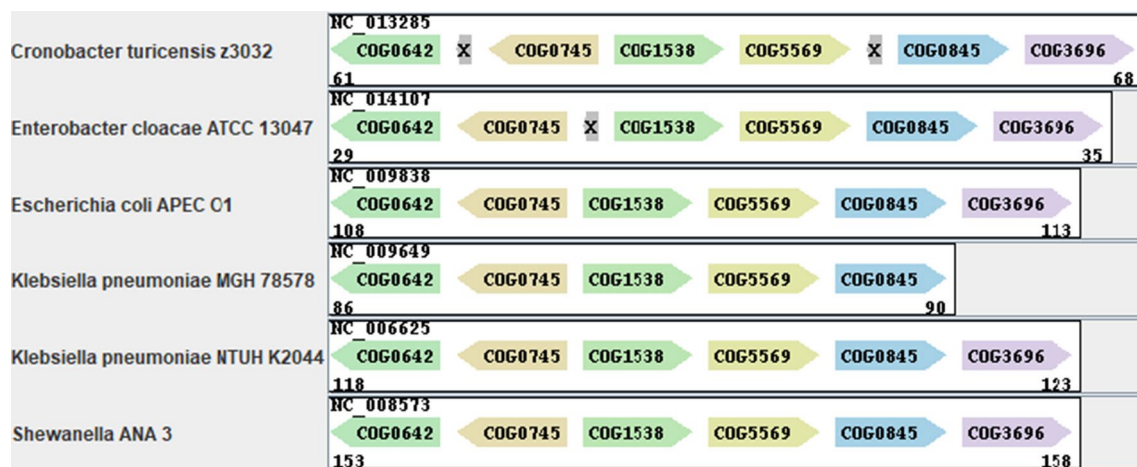 NC_013285
Cronobacter turicensis z3032 COG0642 X COG0745 COG1538 COG5569 X COG0845 COG3696
61 68
NC_014107
Enterobacter cloacae ATCC 13047 COG0642 COG0745 X COG1538 COG5569 COG0845 COG3696
29 35
NC_009838
Escherichia coli APEC O1 COG0642 COG0745 COG1538 COG5569 COG0845 COG3696
108 113
NC_009649
Klebsiella pneumoniae MGH 78578 COG0642 COG0745 COG1538 COG5569 COG0845
86 90
NC_006625
Klebsiella pneumoniae NTUH K2044 COG0642 COG0745 COG1538 COG5569 COG0845 COG3696
118 123
NC_008573
Shewanella ANA 3 COG0642 COG0745 COG1538 COG5569 COG0845 COG3696
153 158